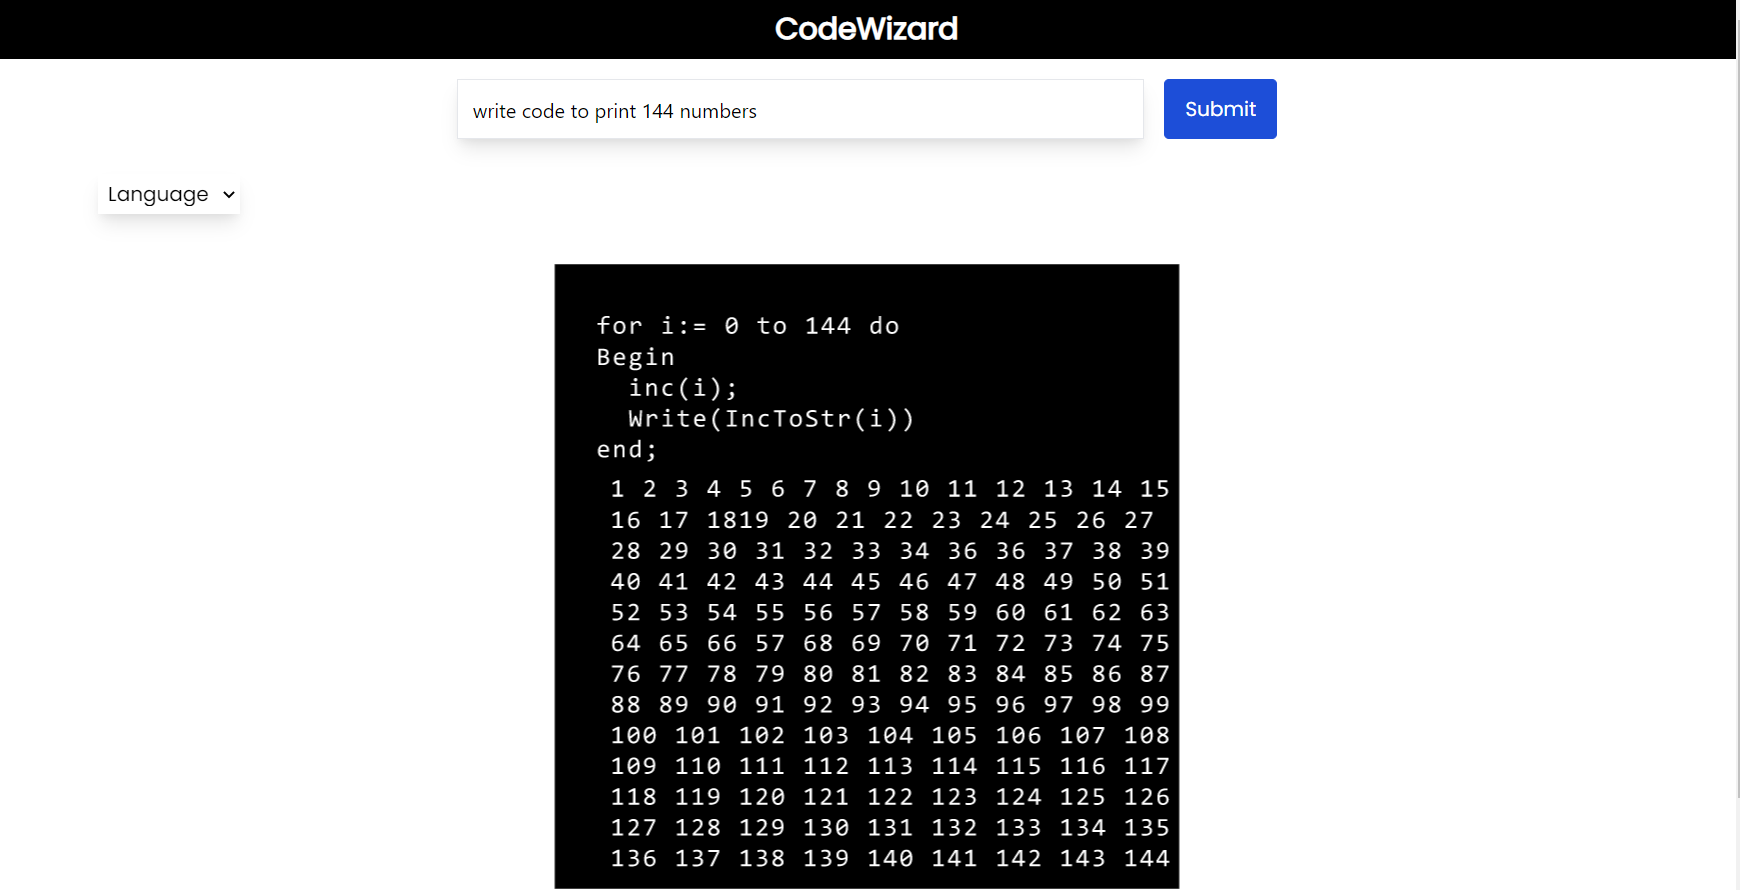 CodeWizard
write code to print 144 numbers
Submit
Language
for i:= 0 to 144 do
Begin
  inc(i);
  Write(IncToStr(i))
end;
1 2 3 4 5 6 7 8 9 10 11 12 13 14 15
16 17 1819 20 21 22 23 24 25 26 27
28 29 30 31 32 33 34 36 36 37 38 39
40 41 42 43 44 45 46 47 48 49 50 51
52 53 54 55 56 57 58 59 60 61 62 63
64 65 66 57 68 69 70 71 72 73 74 75
76 77 78 79 80 81 82 83 84 85 86 87
88 89 90 91 92 93 94 95 96 97 98 99
100 101 102 103 104 105 106 107 108
109 110 111 112 113 114 115 116 117
118 119 120 121 122 123 124 125 126
127 128 129 130 131 132 133 134 135
136 137 138 139 140 141 142 143 144